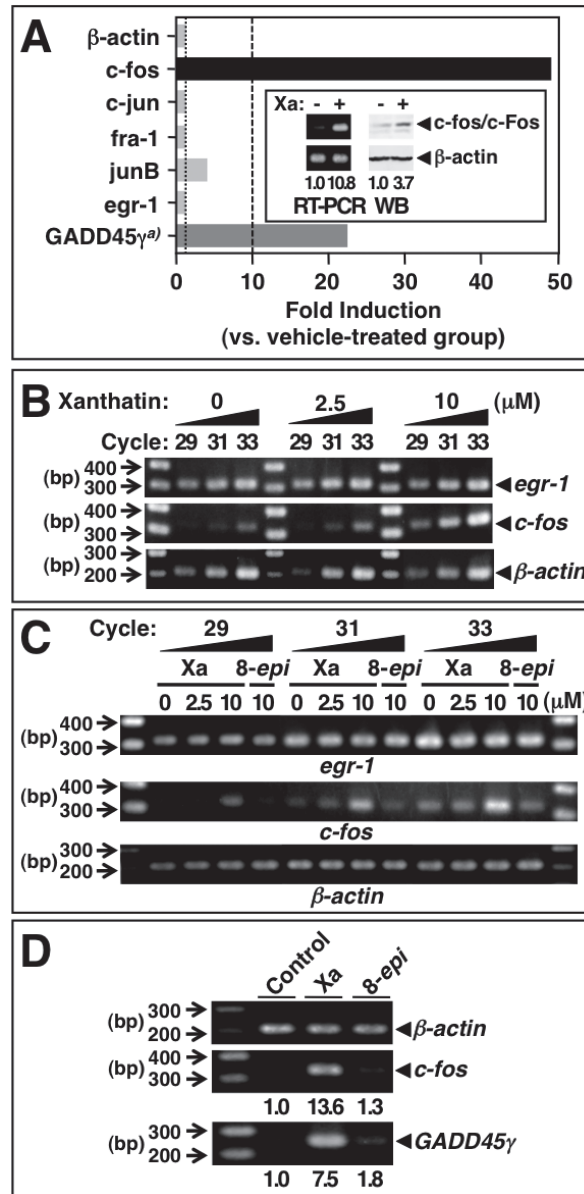 A
β-actin
c-fos
c-jun
fra-1
junB
egr-1
GADD45γa)
Xa: - + - +
c-fos/c-Fos
β-actin
1.0 10.8 1.0 3.7
RT-PCR WB
0 10 20 30 40 50
Fold Induction
(vs. vehicle-treated group)
B
Xanthatin: 0 2.5 10 (μM)
Cycle: 29 31 33 29 31 33 29 31 33
(bp) 400
300
egr-1
(bp) 400
300
c-fos
(bp) 300
200
β-actin
C
Cycle: 29 31 33
Xa 8-epi Xa 8-epi Xa 8-epi
0 2.5 10 10 0 2.5 10 10 0 2.5 10 10 (μM)
(bp) 400
300
egr-1
(bp) 400
300
c-fos
(bp) 300
200
β-actin
D
Control Xa 8-epi
(bp) 300
200
β-actin
(bp) 400
300
c-fos
1.0 13.6 1.3
(bp) 300
200
GADD45γ
1.0 7.5 1.8